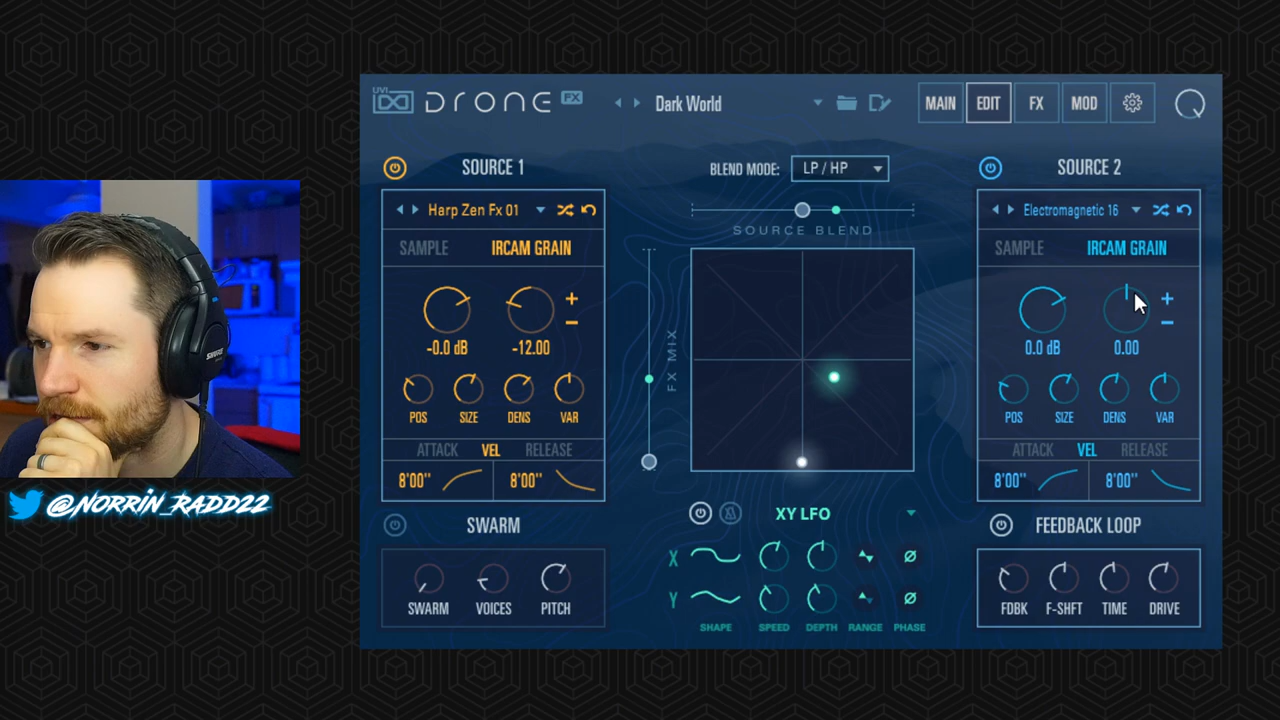 UVI DRONE FX
Dark World
MAIN
EDIT
FX
MOD
SOURCE 1
Harp Zen Fx 01
SAMPLE
IRCAM GRAIN
-0.0 dB
-12.00
+
−
POS
SIZE
DENS
VAR
ATTACK
VEL
RELEASE
8'00"
8'00"
SWARM
SWARM
VOICES
PITCH
BLEND MODE:
LP / HP
SOURCE BLEND
FX MIX
XY LFO
X
Y
SHAPE
SPEED
DEPTH
RANGE
PHASE
SOURCE 2
Electromagnetic 16
SAMPLE
IRCAM GRAIN
0.0 dB
0.00
+
−
POS
SIZE
DENS
VAR
ATTACK
VEL
RELEASE
8'00"
8'00"
FEEDBACK LOOP
FDBK
F-SHFT
TIME
DRIVE
SHURE
@NORRIN_RADD22